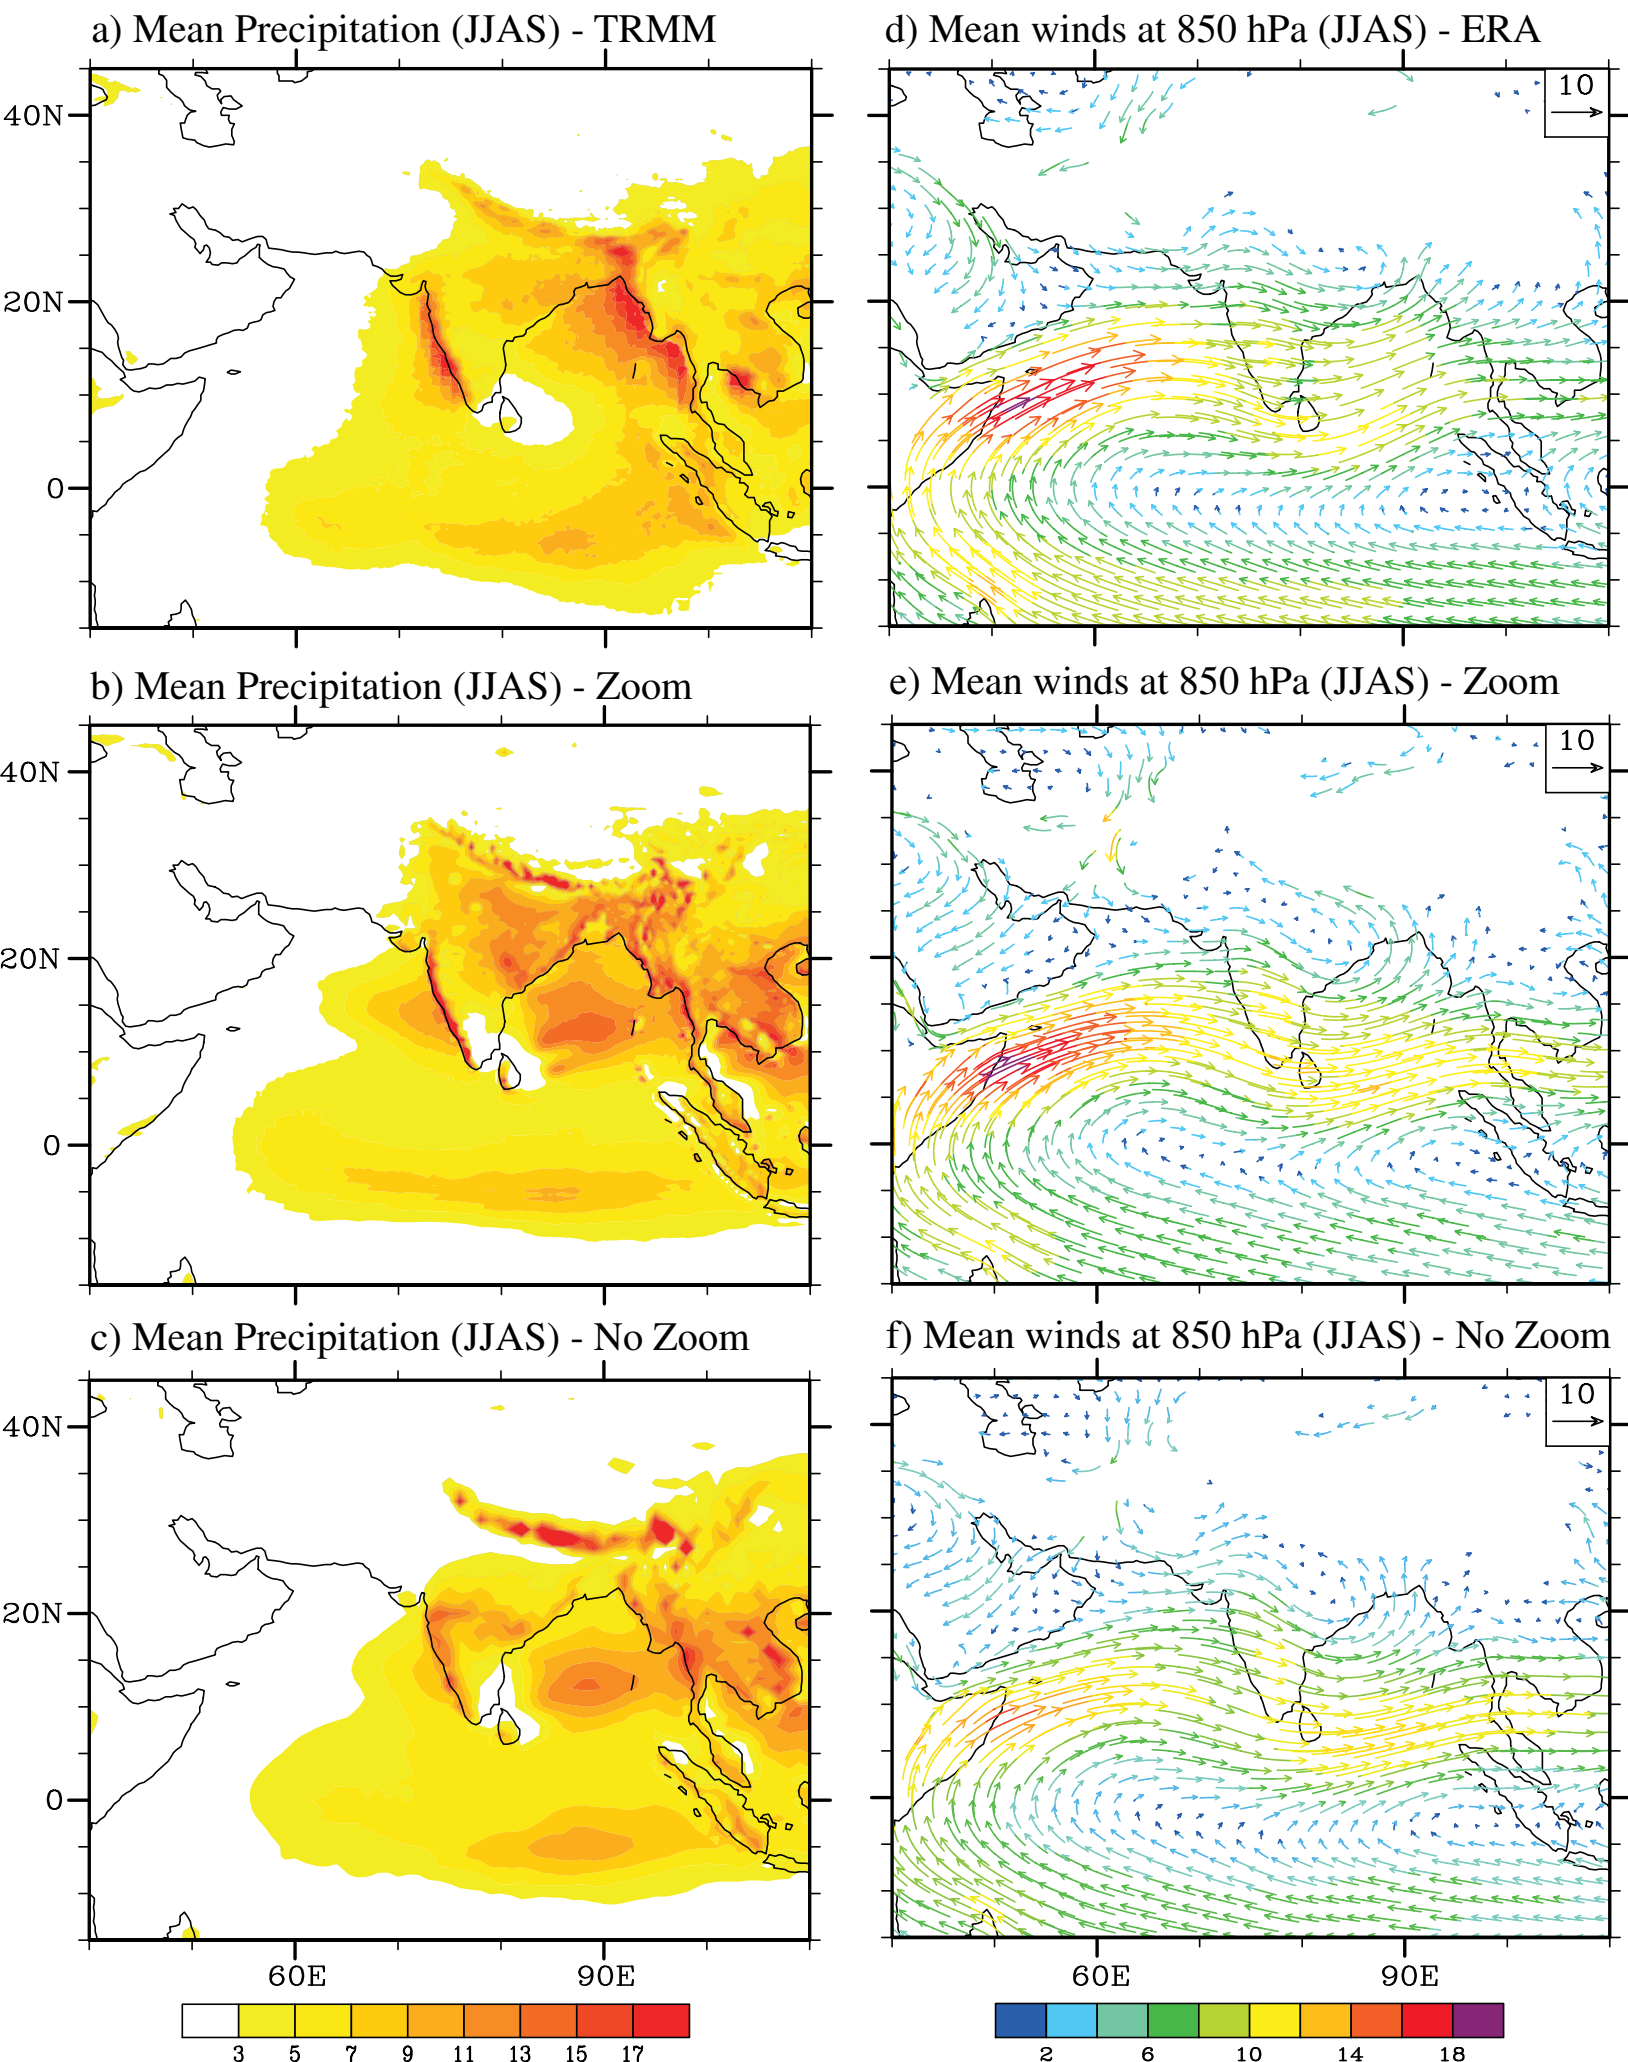 a) Mean Precipitation (JJAS) - TRMM
d) Mean winds at 850 hPa (JJAS) - ERA
40N
20N
0
10
b) Mean Precipitation (JJAS) - Zoom
e) Mean winds at 850 hPa (JJAS) - Zoom
40N
20N
0
10
c) Mean Precipitation (JJAS) - No Zoom
f) Mean winds at 850 hPa (JJAS) - No Zoom
40N
20N
0
10
60E 90E
60E 90E
3 5 7 9 11 13 15 17
2 6 10 14 18